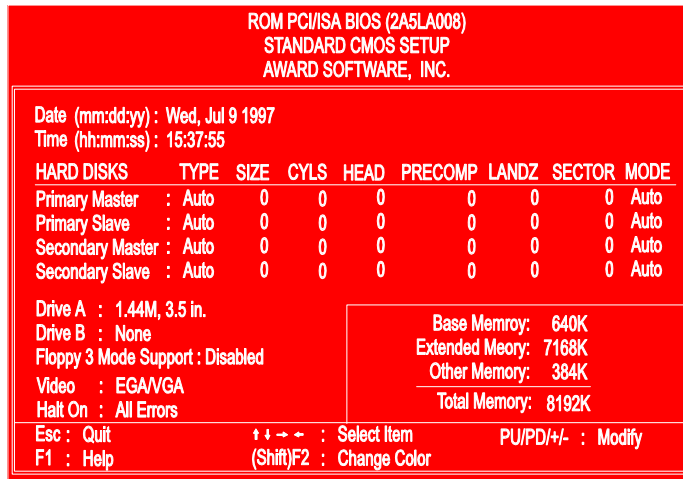 ROM PCI/ISA BIOS (2A5LA008)
STANDARD CMOS SETUP
AWARD SOFTWARE, INC.
Date (mm:dd:yy) : Wed, Jul 9 1997
Time (hh:mm:ss) : 15:37:55
HARD DISKS TYPE SIZE CYLS HEAD PRECOMP LANDZ SECTOR MODE
Primary Master : Auto 0 0 0 0 0 0 Auto
Primary Slave : Auto 0 0 0 0 0 0 Auto
Secondary Master : Auto 0 0 0 0 0 0 Auto
Secondary Slave : Auto 0 0 0 0 0 0 Auto
Drive A : 1.44M, 3.5 in.
Drive B : None
Floppy 3 Mode Support : Disabled
Video : EGA/VGA
Halt On : All Errors
Base Memroy: 640K
Extended Meory: 7168K
Other Memory: 384K
Total Memory: 8192K
Esc : Quit ↑ ↓ → ← : Select Item PU/PD/+/- : Modify
F1 : Help (Shift)F2 : Change Color